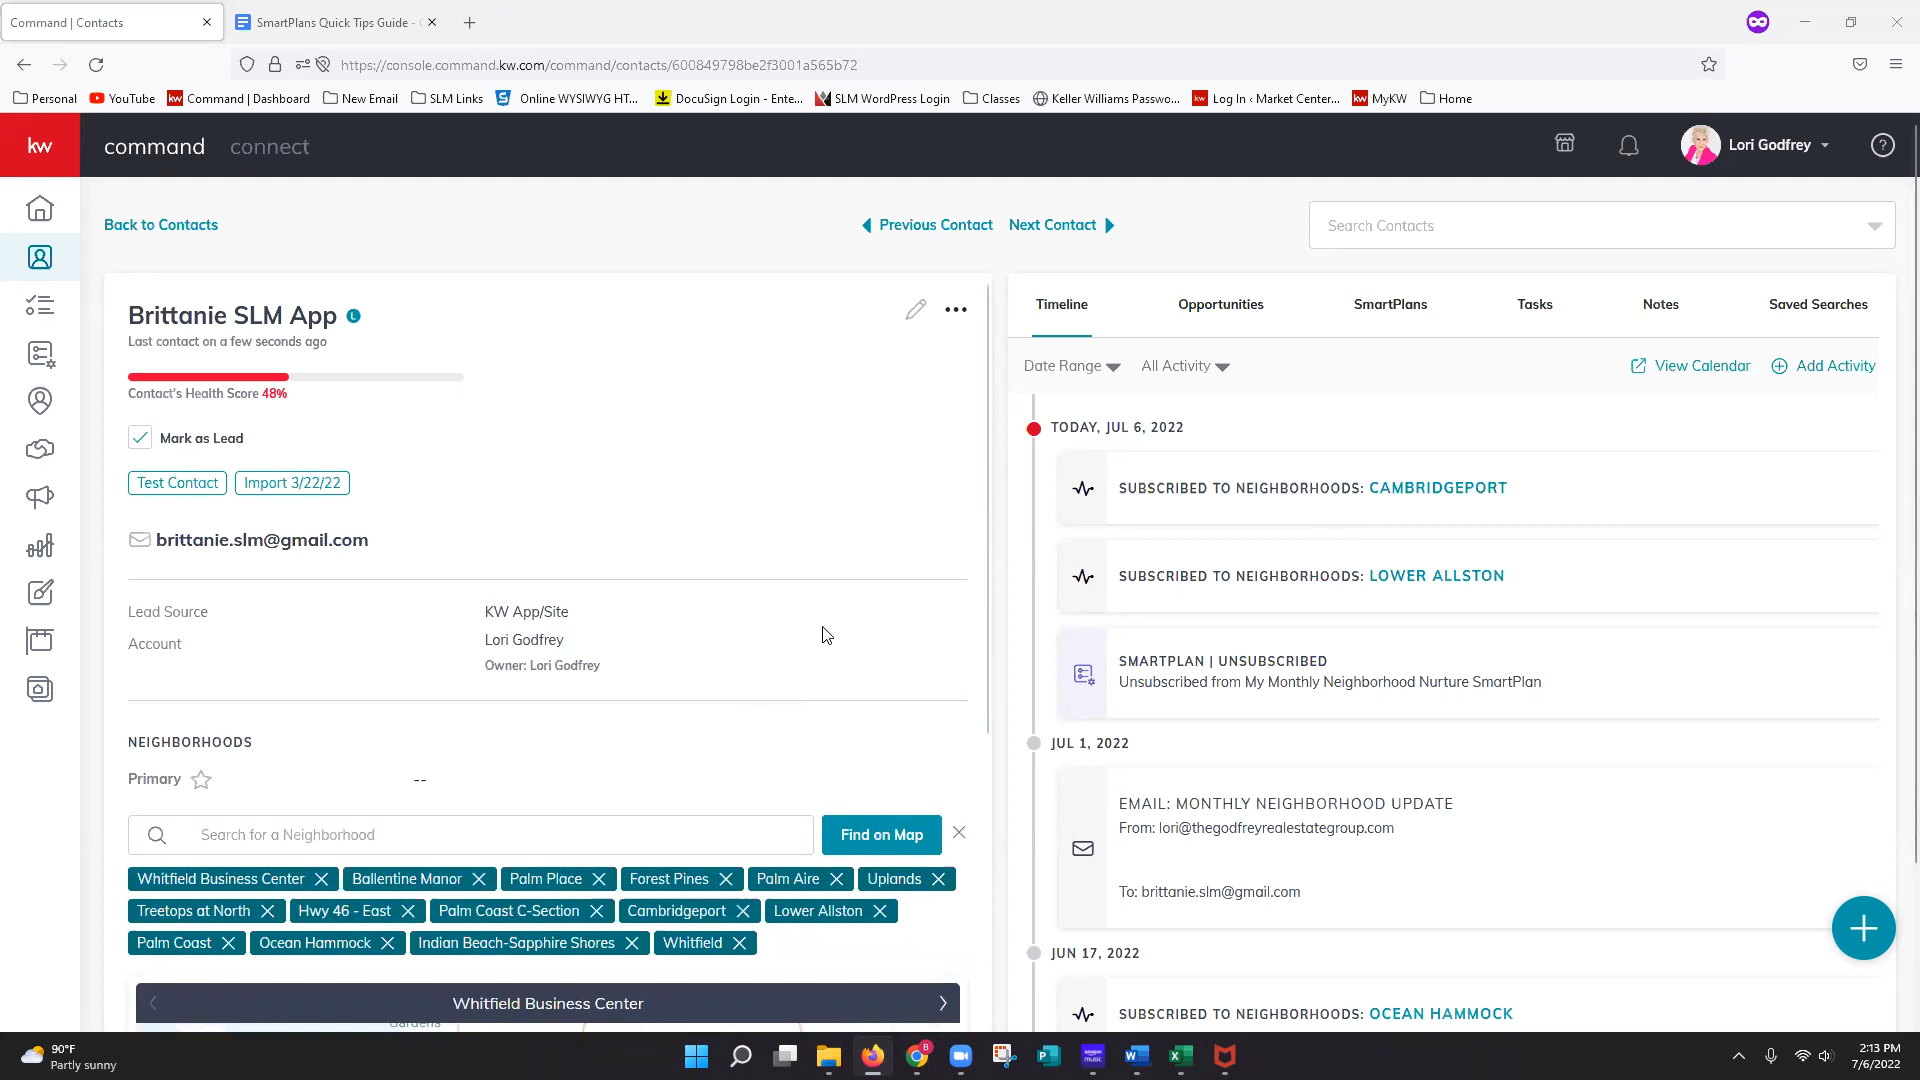 Command | Contacts
SmartPlans Quick Tips Guide -
https://console.command.kw.com/command/contacts/600849798be2f3001a565b72
Personal YouTube Command | Dashboard New Email SLM Links Online WYSIWYG HT... DocuSign Login - Ente... SLM WordPress Login Classes Keller Williams Passwo... Log In ‹ Market Center... MyKW Home
kw command connect Lori Godfrey
Back to Contacts Previous Contact Next Contact Search Contacts
Brittanie SLM App L
Last contact on a few seconds ago
Contact's Health Score 48%
Mark as Lead
Test Contact Import 3/22/22
brittanie.slm@gmail.com
Lead Source KW App/Site
Account Lori Godfrey
Owner: Lori Godfrey
NEIGHBORHOODS
Primary --
Search for a Neighborhood Find on Map
Whitfield Business Center Ballentine Manor Palm Place Forest Pines Palm Aire Uplands
Treetops at North Hwy 46 - East Palm Coast C-Section Cambridgeport Lower Allston
Palm Coast Ocean Hammock Indian Beach-Sapphire Shores Whitfield
Whitfield Business Center
Gardens
Timeline Opportunities SmartPlans Tasks Notes Saved Searches
Date Range All Activity View Calendar Add Activity
TODAY, JUL 6, 2022
SUBSCRIBED TO NEIGHBORHOODS: CAMBRIDGEPORT
SUBSCRIBED TO NEIGHBORHOODS: LOWER ALLSTON
SMARTPLAN | UNSUBSCRIBED
Unsubscribed from My Monthly Neighborhood Nurture SmartPlan
JUL 1, 2022
EMAIL: MONTHLY NEIGHBORHOOD UPDATE
From: lori@thegodfreyrealestategroup.com
To: brittanie.slm@gmail.com
JUN 17, 2022
SUBSCRIBED TO NEIGHBORHOODS: OCEAN HAMMOCK
90°F
Partly sunny
2:13 PM
7/6/2022